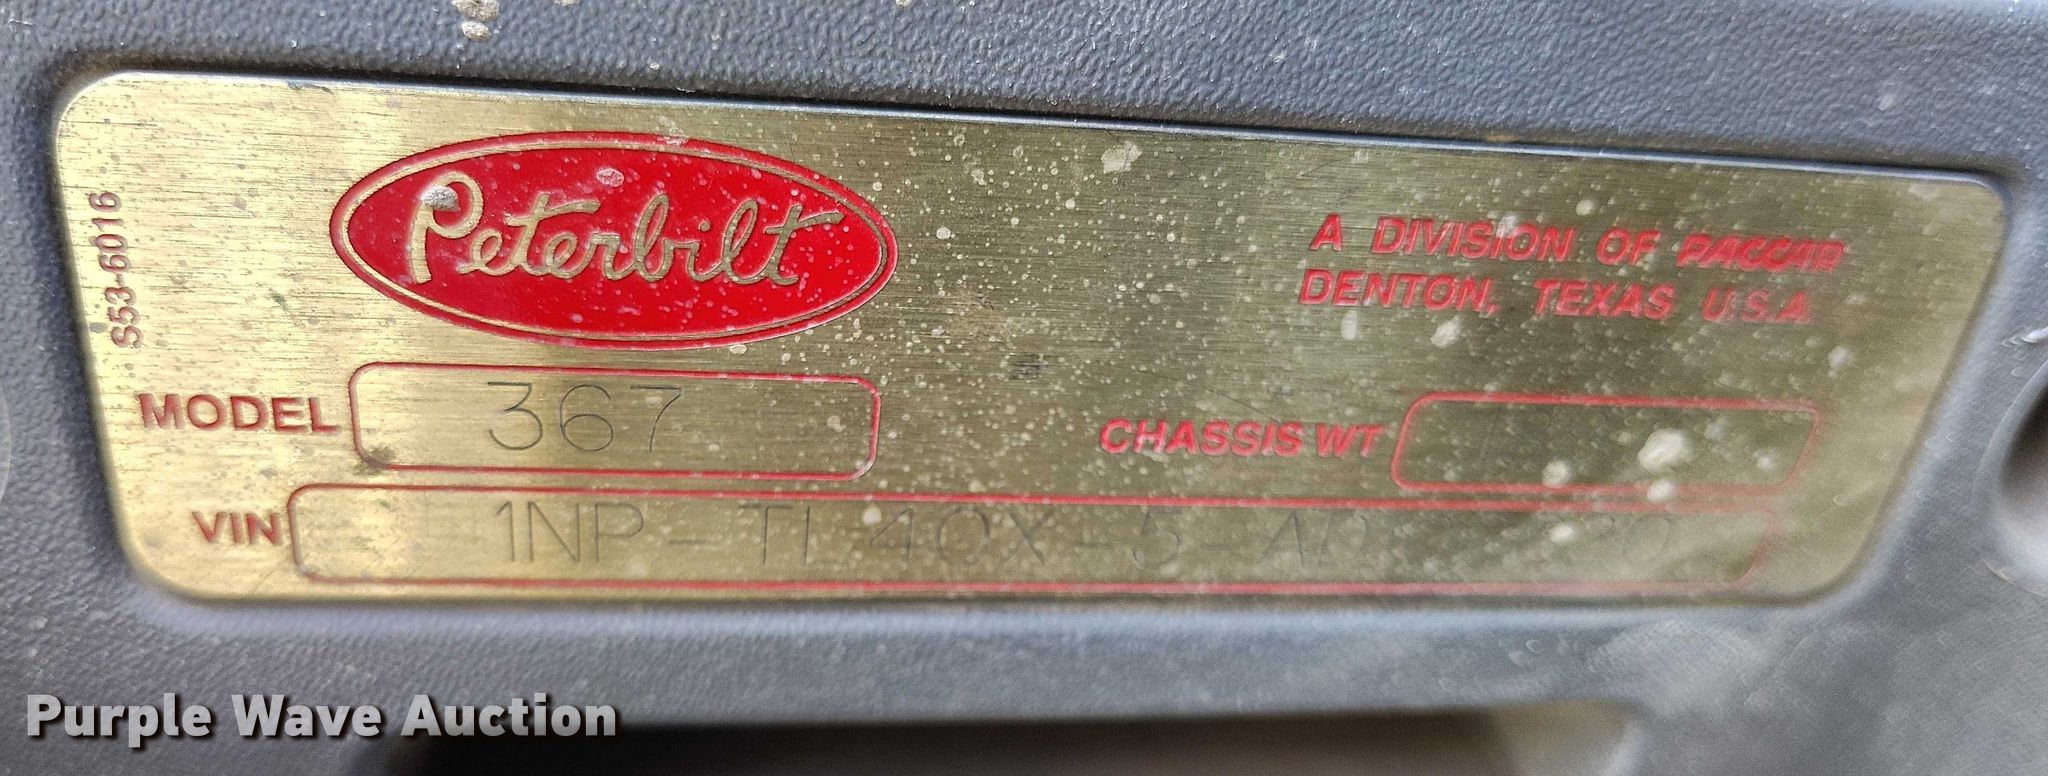 S53-6016
Peterbilt
A DIVISION OF PACCAR
DENTON, TEXAS U.S.A.
MODEL 367
CHASSIS WT
VIN
Purple Wave Auction